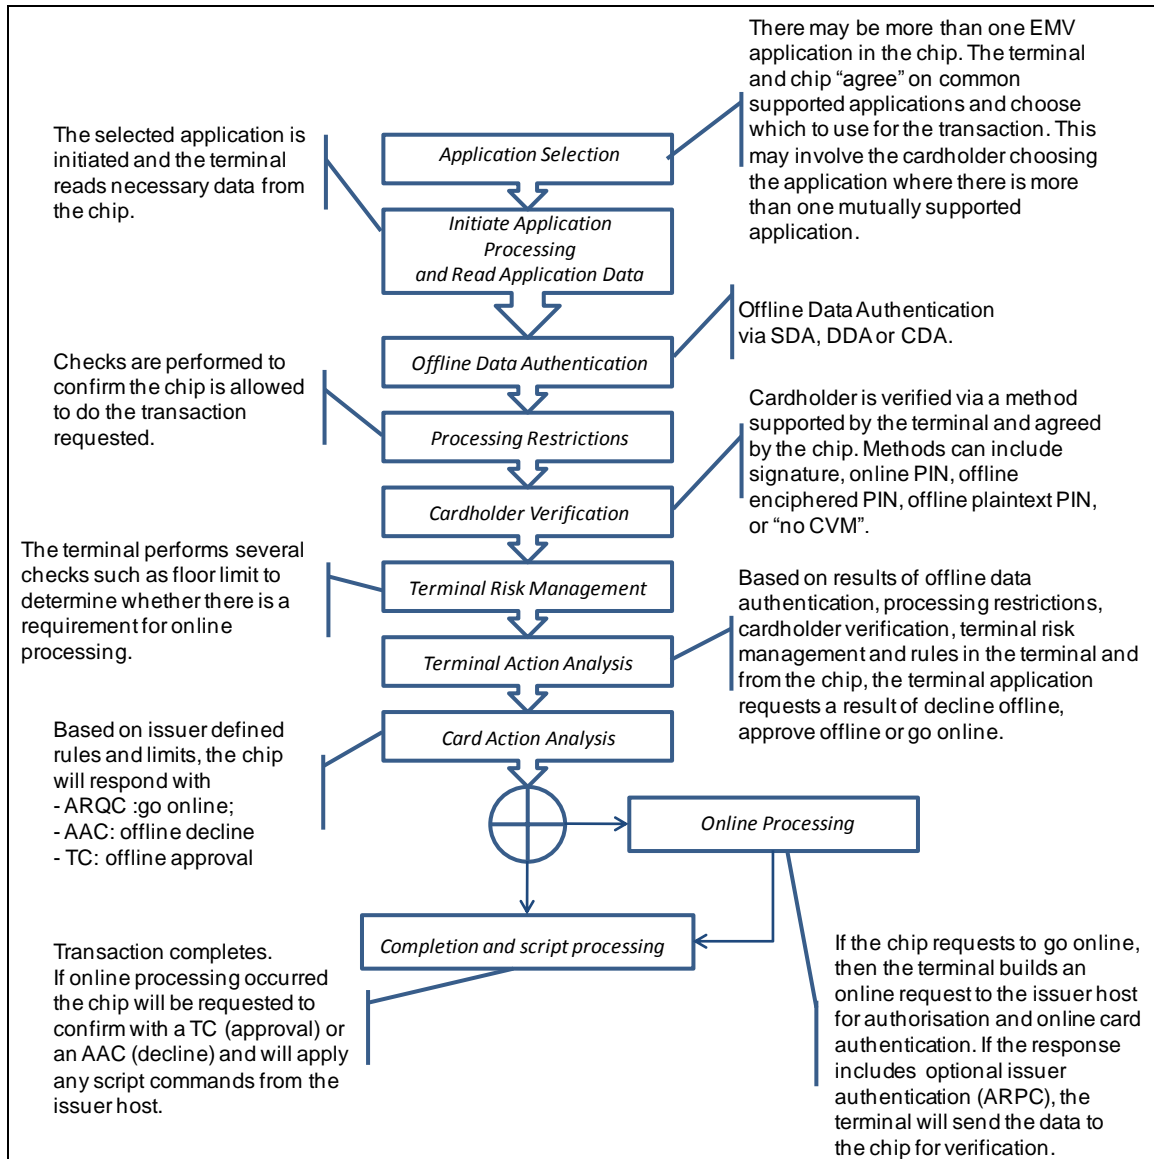 There may be more than one EMV
application in the chip. The terminal
and chip “agree” on common
supported applications and choose
which to use for the transaction. This
may involve the cardholder choosing
the application where there is more
than one mutually supported
application.
Application Selection
The selected application is
initiated and the terminal
reads necessary data from
the chip.
Initiate Application
Processing
and Read Application Data
Offline Data Authentication
via SDA, DDA or CDA.
Offline Data Authentication
Checks are performed to
confirm the chip is allowed
to do the transaction
requested.
Processing Restrictions
Cardholder is verified via a method
supported by the terminal and agreed
by the chip. Methods can include
signature, online PIN, offline
enciphered PIN, offline plaintext PIN,
or “no CVM”.
Cardholder Verification
The terminal performs several
checks such as floor limit to
determine whether there is a
requirement for online
processing.
Terminal Risk Management
Based on results of offline data
authentication, processing restrictions,
cardholder verification, terminal risk
management and rules in the terminal and
from the chip, the terminal application
requests a result of decline offline,
approve offline or go online.
Terminal Action Analysis
Based on issuer defined
rules and limits, the chip
will respond with
- ARQC :go online;
- AAC: offline decline
- TC: offline approval
Card Action Analysis
Online Processing
Completion and script processing
Transaction completes.
If online processing occurred
the chip will be requested to
confirm with a TC (approval) or
an AAC (decline) and will apply
any script commands from the
issuer host.
If the chip requests to go online,
then the terminal builds an
online request to the issuer host
for authorisation and online card
authentication. If the response
includes optional issuer
authentication (ARPC), the
terminal will send the data to
the chip for verification.